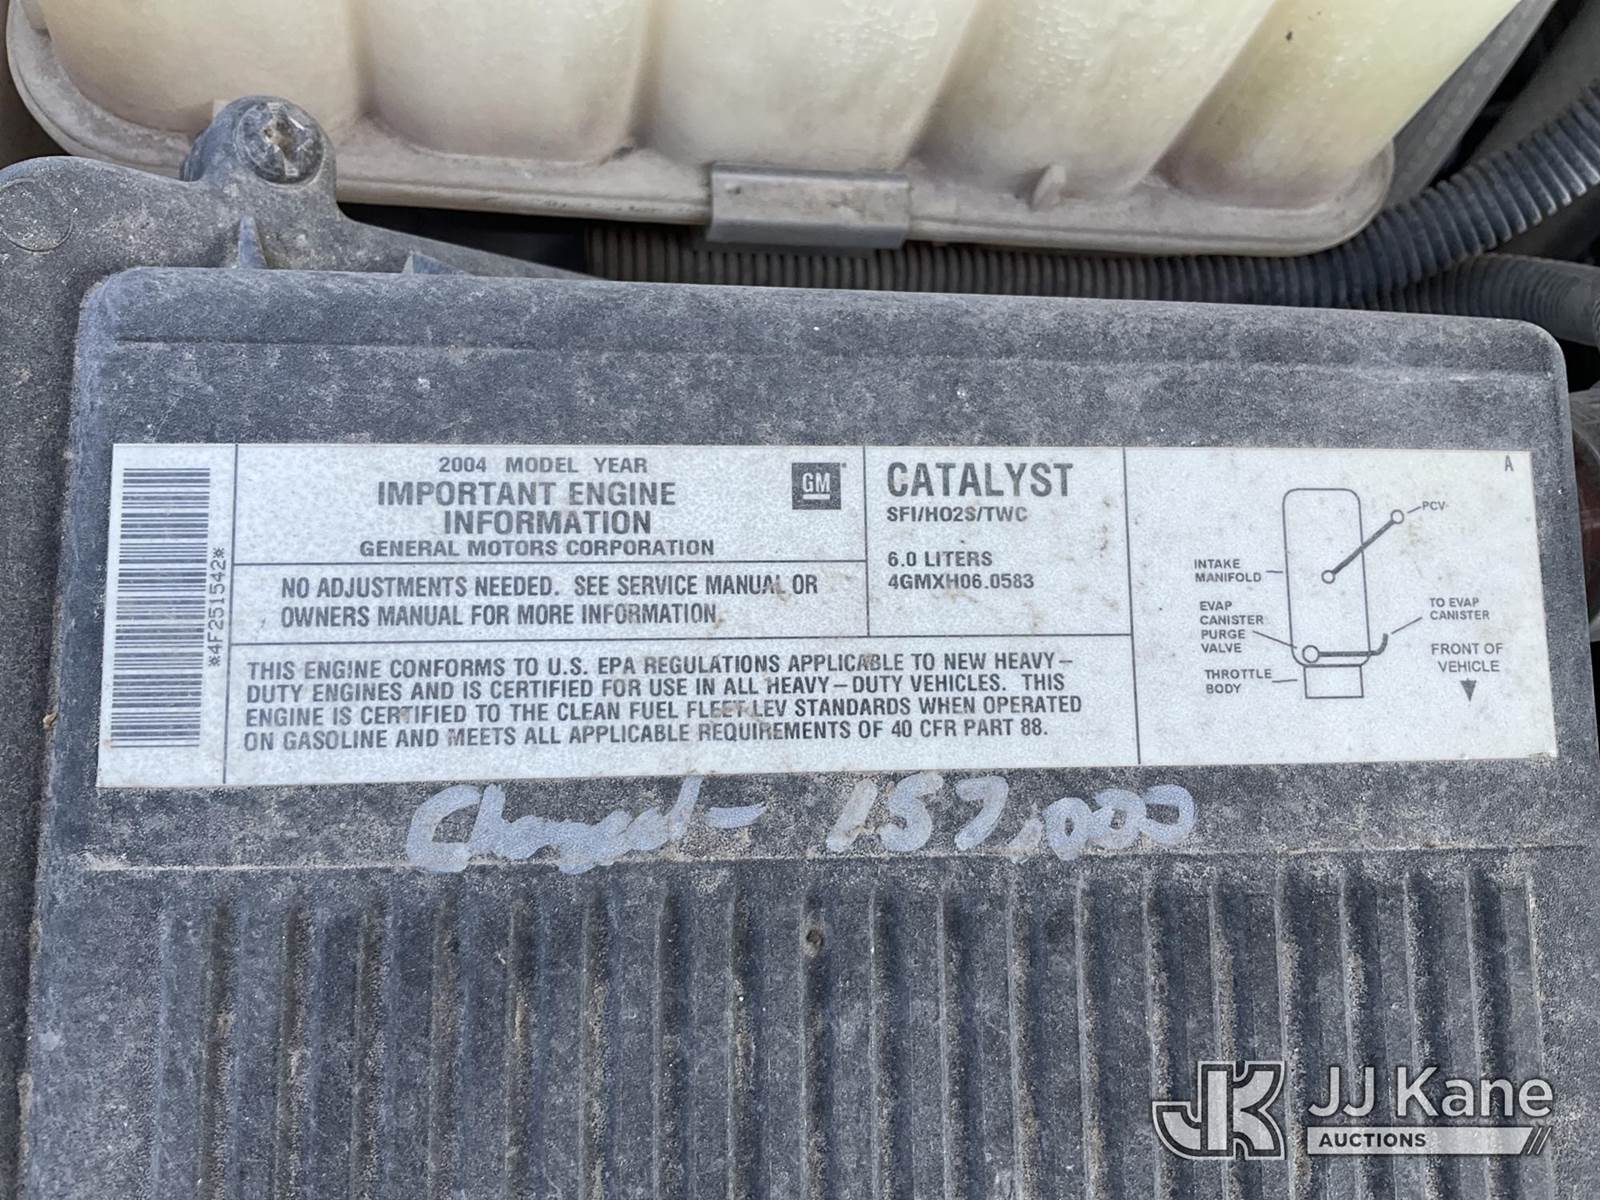 *4F251542*
2004 MODEL YEAR
IMPORTANT ENGINE
INFORMATION
GENERAL MOTORS CORPORATION
GM
NO ADJUSTMENTS NEEDED. SEE SERVICE MANUAL OR
OWNERS MANUAL FOR MORE INFORMATION
THIS ENGINE CONFORMS TO U.S. EPA REGULATIONS APPLICABLE TO NEW HEAVY-
DUTY ENGINES AND IS CERTIFIED FOR USE IN ALL HEAVY-DUTY VEHICLES. THIS
ENGINE IS CERTIFIED TO THE CLEAN FUEL FLEET LEV STANDARDS WHEN OPERATED
ON GASOLINE AND MEETS ALL APPLICABLE REQUIREMENTS OF 40 CFR PART 88.
CATALYST
SFI/HO2S/TWC
6.0 LITERS
4GMXH06.0583
A
PCV
INTAKE
MANIFOLD
EVAP
CANISTER
PURGE
VALVE
THROTTLE
BODY
TO EVAP
CANISTER
FRONT OF
VEHICLE
Changed - 157,000
JK JJ Kane
AUCTIONS